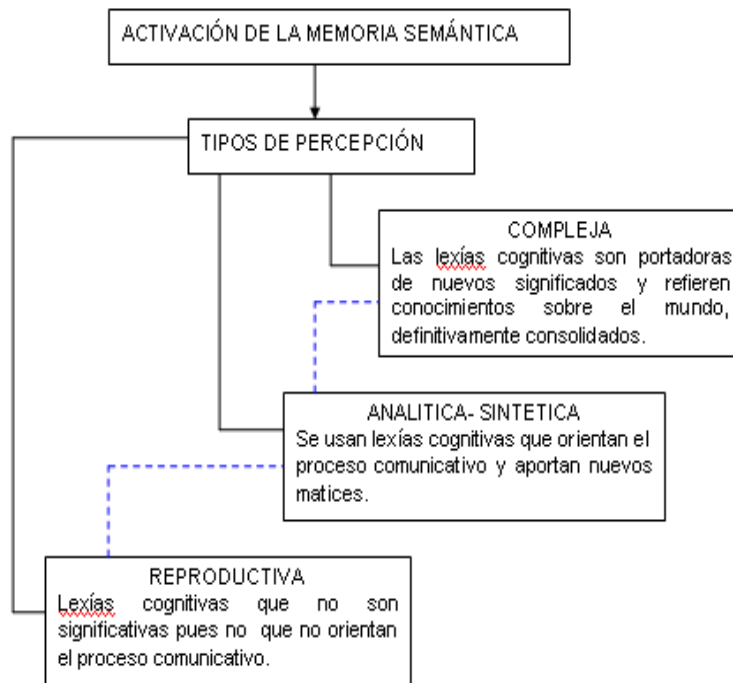 ACTIVACIÓN DE LA MEMORIA SEMÁNTICA
TIPOS DE PERCEPCIÓN
COMPLEJA
Las lexías cognitivas son portadoras
de nuevos significados y refieren
conocimientos sobre el mundo,
definitivamente consolidados.
ANALITICA- SINTETICA
Se usan lexías cognitivas que orientan el
proceso comunicativo y aportan nuevos
matices.
REPRODUCTIVA
Lexías cognitivas que no son
significativas pues no que no orientan
el proceso comunicativo.